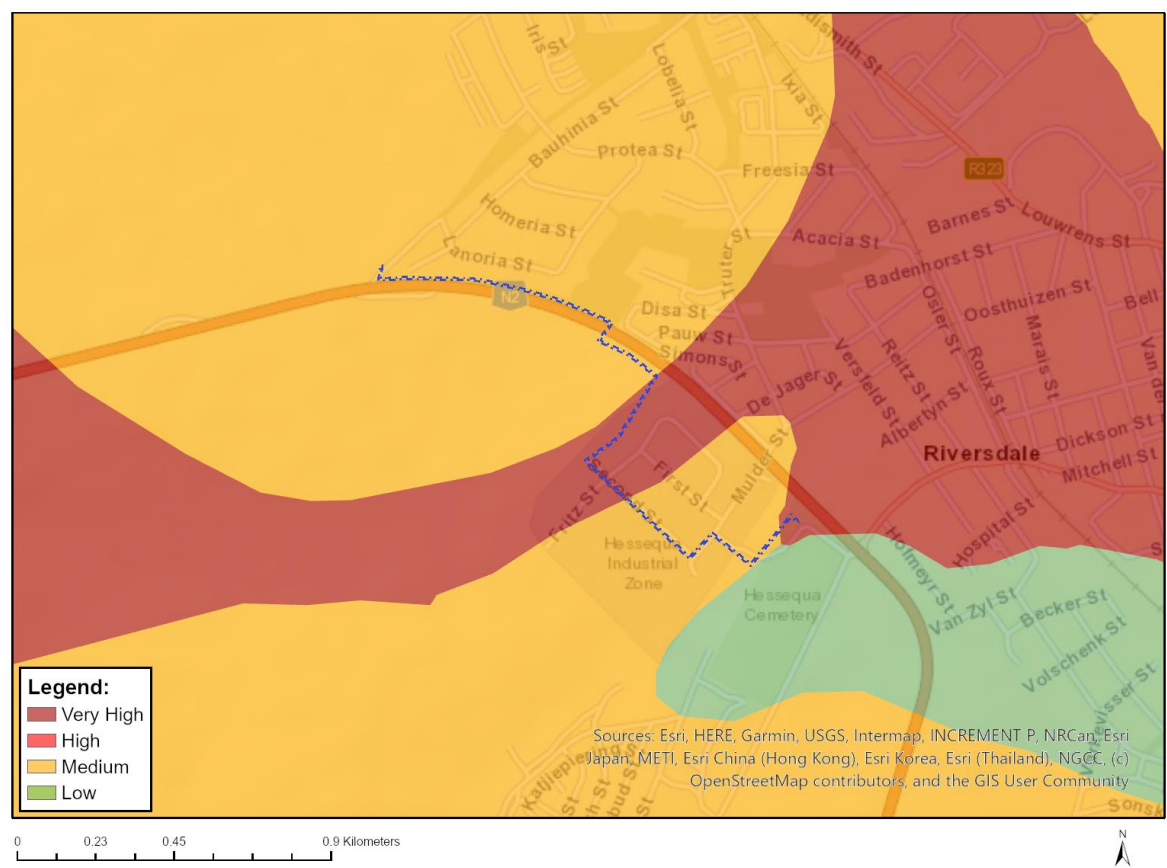 Iris St
Lobelia St
Ixia St
Bauhinia St
Protea St
Freesia St
R323
Louwrens St
Barnes St
Homeria St
Lanoria St
Truter St
Acacia St
Badenhorst St
N2
Disa St
Pauw St
Simons St
Osler St
Oosthuizen St
Bell
Marais St
Roux St
Reitz St
Versfeld St
De Jager St
Albertyn St
Dickson St
Riversdale
Mitchell St
Mulder St
First St
Second St
Fritz St
Hessequa
Industrial
Zone
Hospital St
Hofmeyr St
Hessequa
Cemetery
Van Zyl St
Becker St
Volschenk St
Legend:
Very High
High
Medium
Low
Katjiepiering St
Sources: Esri, HERE, Garmin, USGS, Intermap, INCREMENT P, NRCan, Esri
Japan, METI, Esri China (Hong Kong), Esri Korea, Esri (Thailand), NGCC, (c)
OpenStreetMap contributors, and the GIS User Community
0 0.23 0.45 0.9 Kilometers
N